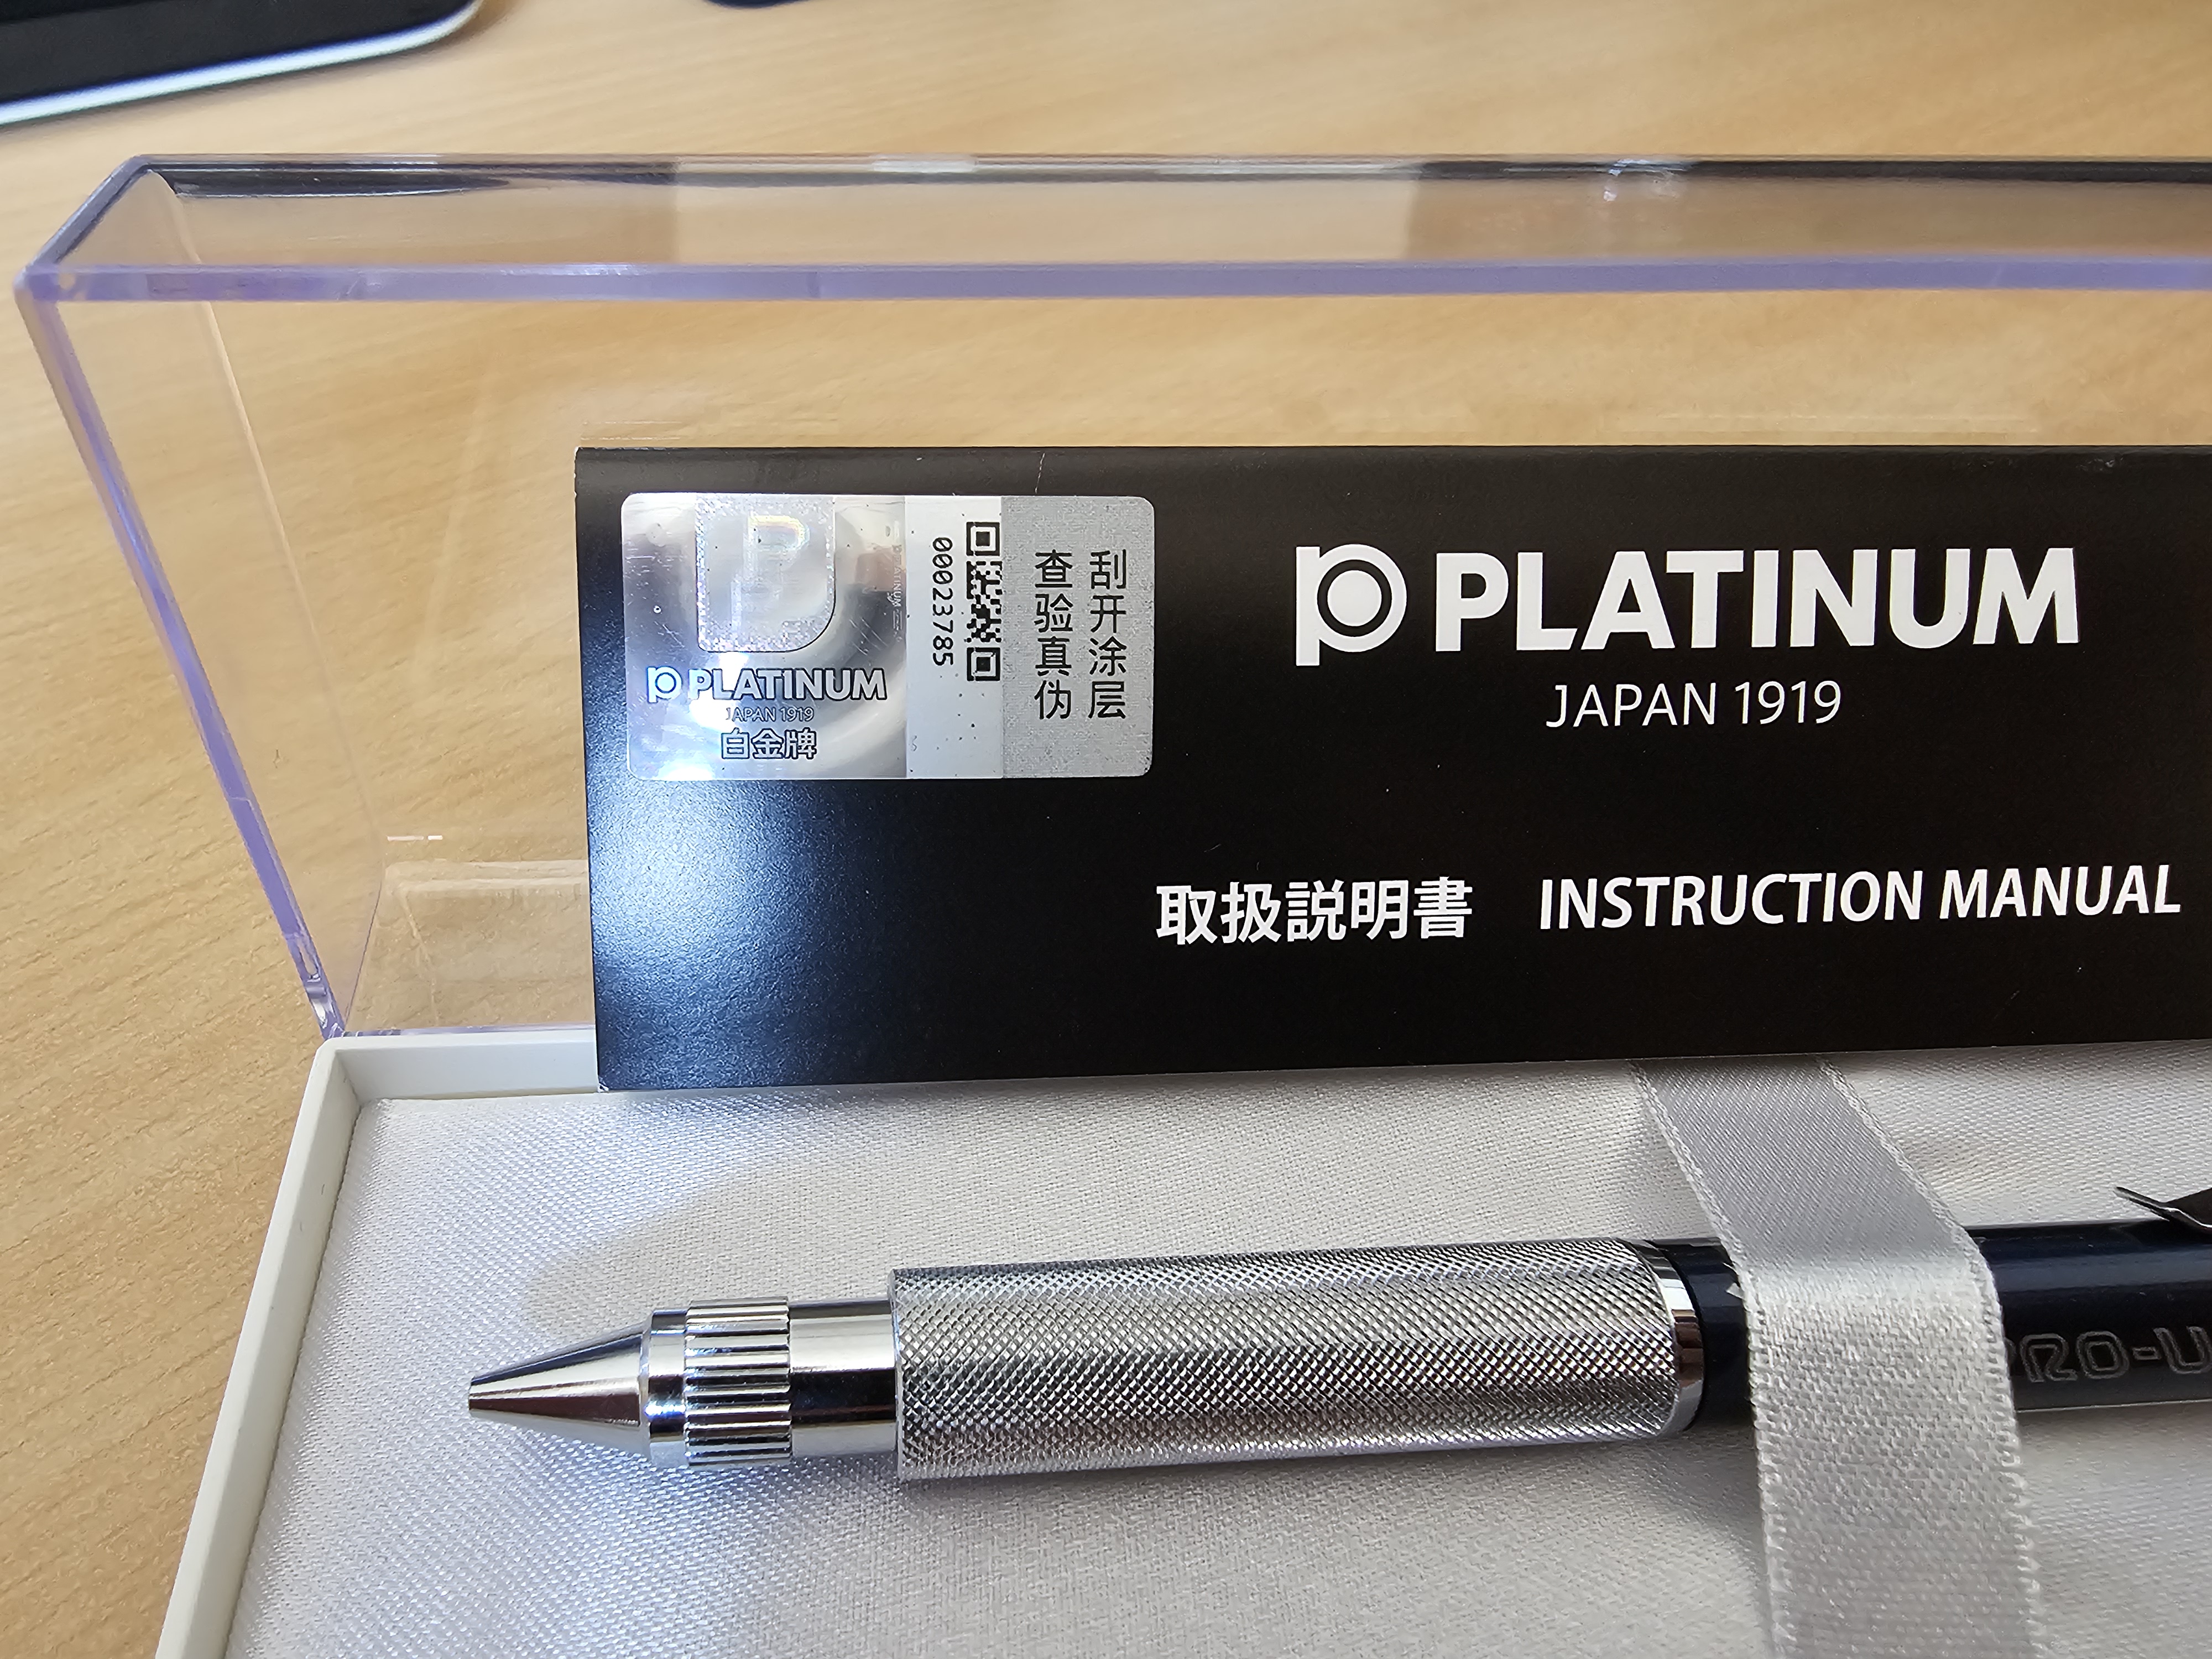 P
PLATINUM
JAPAN 1919
白金牌
00023785
刮开涂层
查验真伪
PLATINUM
JAPAN 1919
取扱説明書 INSTRUCTION MANUAL